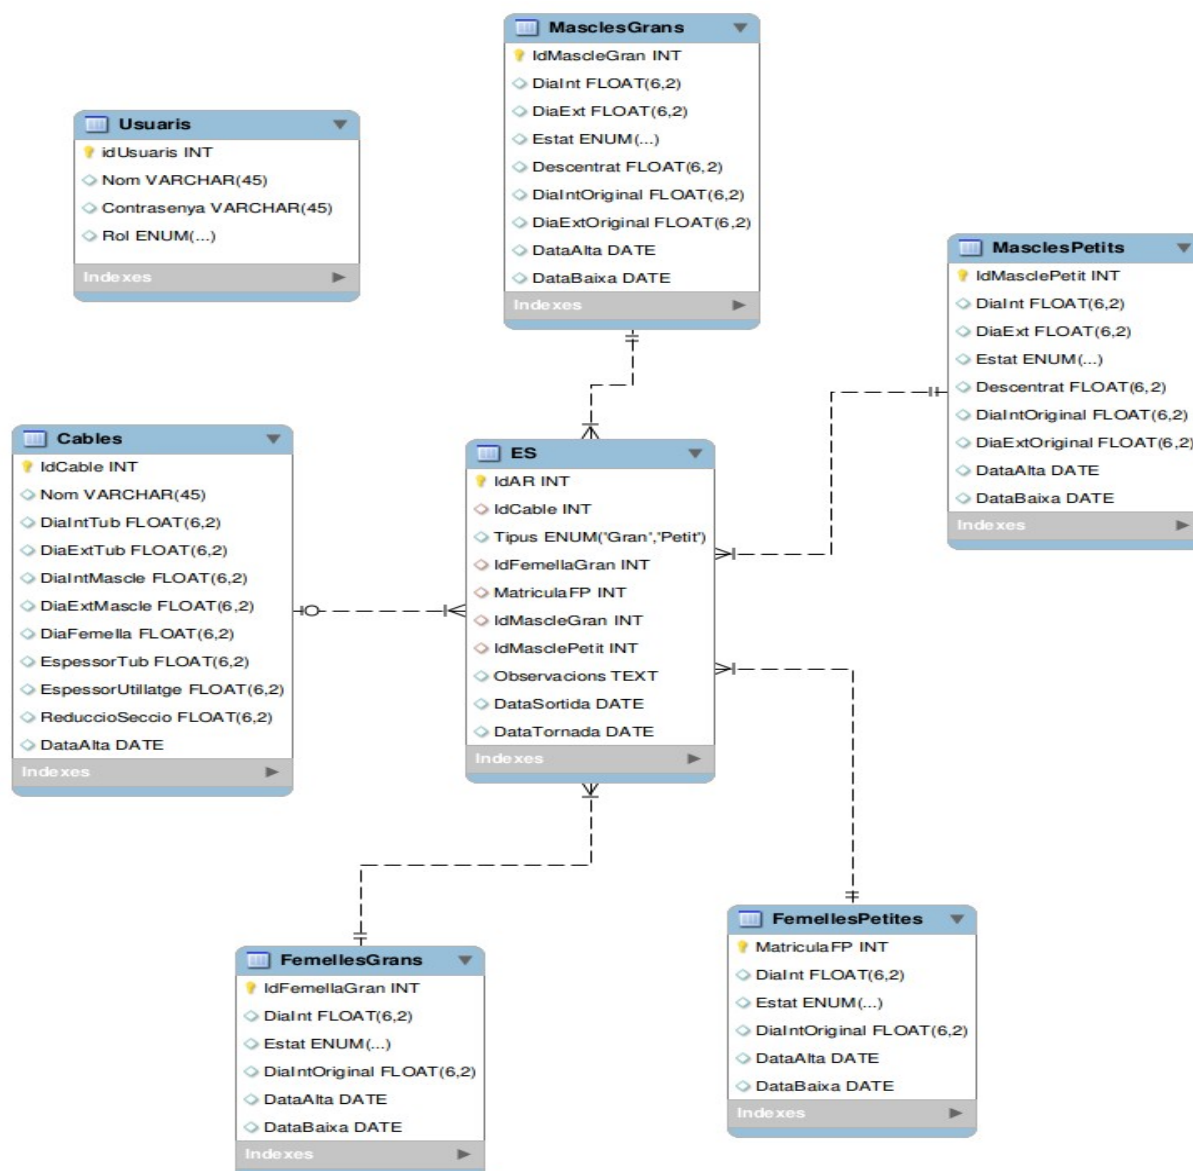 MasclesGrans
IdMascleGran INT
DiaInt FLOAT(6,2)
DiaExt FLOAT(6,2)
Estat ENUM(...)
Descentrat FLOAT(6,2)
DiaIntOriginal FLOAT(6,2)
DiaExtOriginal FLOAT(6,2)
DataAlta DATE
DataBaixa DATE
Indexes
Usuaris
idUsuaris INT
Nom VARCHAR(45)
Contrasenya VARCHAR(45)
Rol ENUM(...)
Indexes
MasclesPetits
IdMasclePetit INT
DiaInt FLOAT(6,2)
DiaExt FLOAT(6,2)
Estat ENUM(...)
Descentrat FLOAT(6,2)
DiaIntOriginal FLOAT(6,2)
DiaExtOriginal FLOAT(6,2)
DataAlta DATE
DataBaixa DATE
Indexes
Cables
IdCable INT
Nom VARCHAR(45)
DiaIntTub FLOAT(6,2)
DiaExtTub FLOAT(6,2)
DiaIntMascle FLOAT(6,2)
DiaExtMascle FLOAT(6,2)
DiaFemella FLOAT(6,2)
EspessorTub FLOAT(6,2)
EspessorUtillatge FLOAT(6,2)
ReduccioSeccio FLOAT(6,2)
DataAlta DATE
Indexes
ES
IdAR INT
IdCable INT
Tipus ENUM('Gran','Petit')
IdFemellaGran INT
MatriculaFP INT
IdMascleGran INT
IdMasclePetit INT
Observacions TEXT
DataSortida DATE
DataTornada DATE
Indexes
FemellesGrans
IdFemellaGran INT
DiaInt FLOAT(6,2)
Estat ENUM(...)
DiaIntOriginal FLOAT(6,2)
DataAlta DATE
DataBaixa DATE
Indexes
FemellesPetites
MatriculaFP INT
DiaInt FLOAT(6,2)
Estat ENUM(...)
DiaIntOriginal FLOAT(6,2)
DataAlta DATE
DataBaixa DATE
Indexes